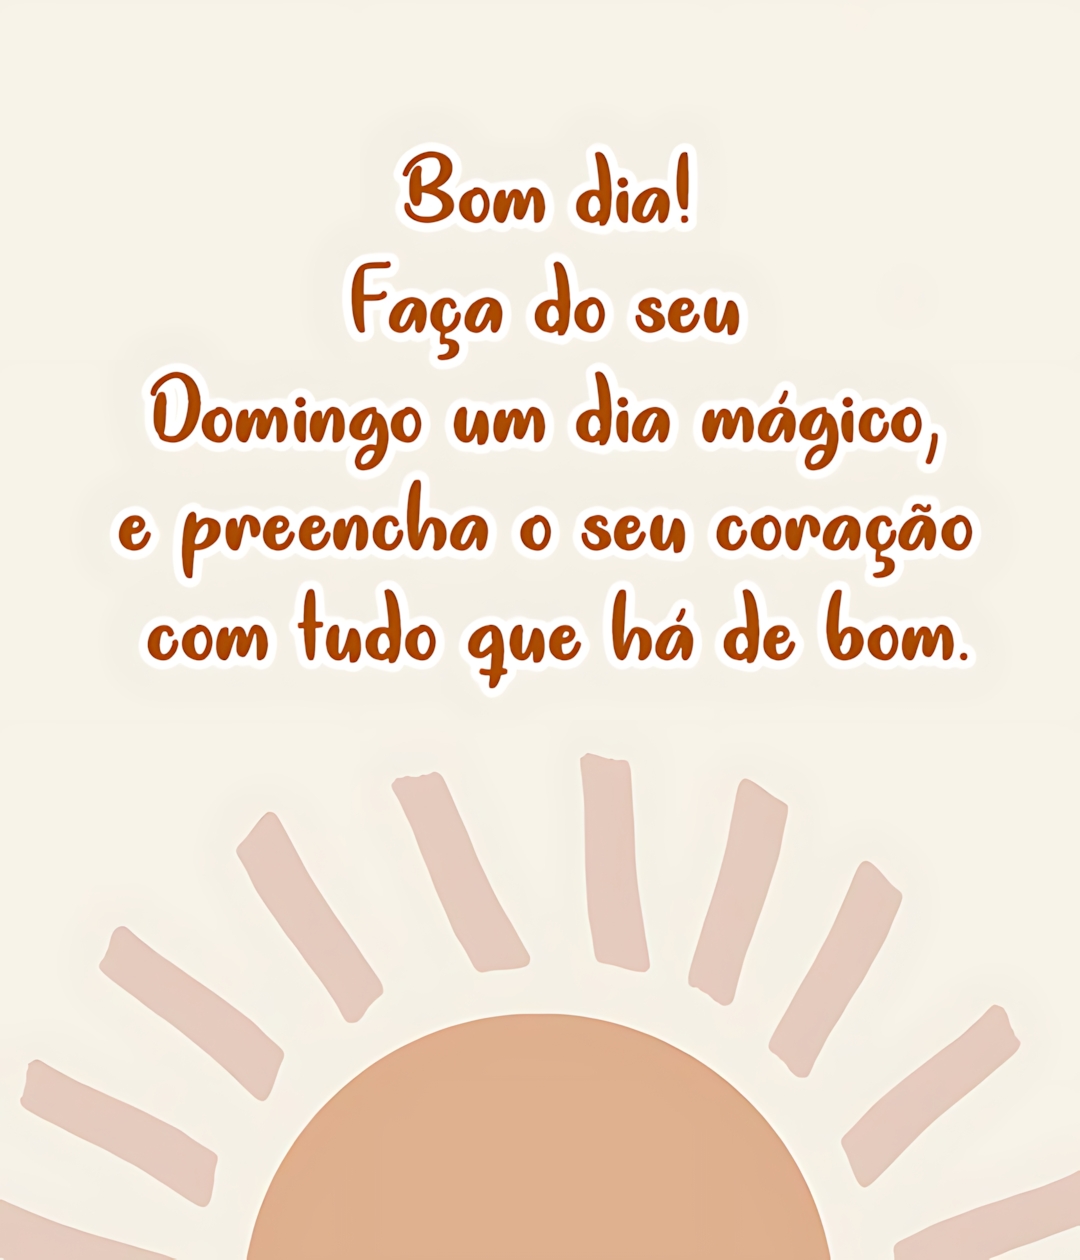 Bom dia!
Faça do seu
Domingo um dia mágico,
e preencha o seu coração
com tudo que há de bom.